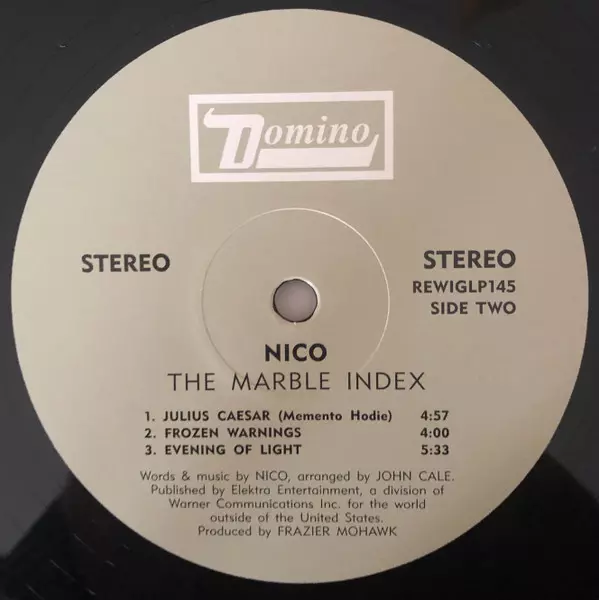 Domino
STEREO
STEREO
REWIGLP145
SIDE TWO
NICO
THE MARBLE INDEX
1. JULIUS CAESAR (Memento Hodie) 4:57
2. FROZEN WARNINGS 4:00
3. EVENING OF LIGHT 5:33
Words & music by NICO, arranged by JOHN CALE.
Published by Elektra Entertainment, a division of
Warner Communications Inc. for the world
outside of the United States.
Produced by FRAZIER MOHAWK